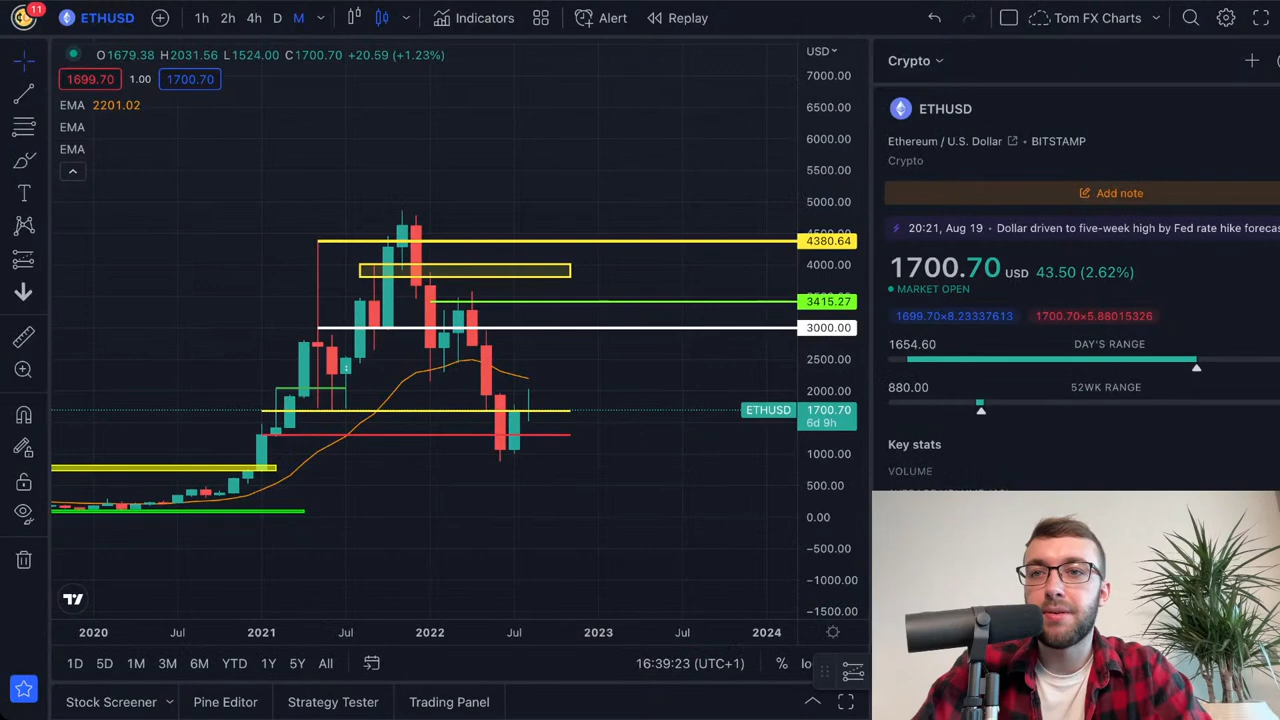 11
ETHUSD
1h 2h 4h D M
Indicators
Alert
Replay
Tom FX Charts
O1679.38 H2031.56 L1524.00 C1700.70 +20.59 (+1.23%)
1699.70 1.00 1700.70
EMA 2201.02
EMA
EMA
USD
7000.00
6500.00
6000.00
5500.00
5000.00
4380.64
4000.00
3415.27
3000.00
2500.00
2000.00
ETHUSD 1700.70
6d 9h
1000.00
500.00
0.00
−500.00
−1000.00
−1500.00
2020 Jul 2021 Jul 2022 Jul 2023 Jul 2024
1D 5D 1M 3M 6M YTD 1Y 5Y All
16:39:23 (UTC+1) % lo
Stock Screener
Pine Editor
Strategy Tester
Trading Panel
Crypto
ETHUSD
Ethereum / U.S. Dollar • BITSTAMP
Crypto
Add note
20:21, Aug 19 • Dollar driven to five-week high by Fed rate hike forecas
1700.70 USD 43.50 (2.62%)
MARKET OPEN
1699.70×8.23337613 1700.70×5.88015326
1654.60 DAY'S RANGE
880.00 52WK RANGE
Key stats
VOLUME